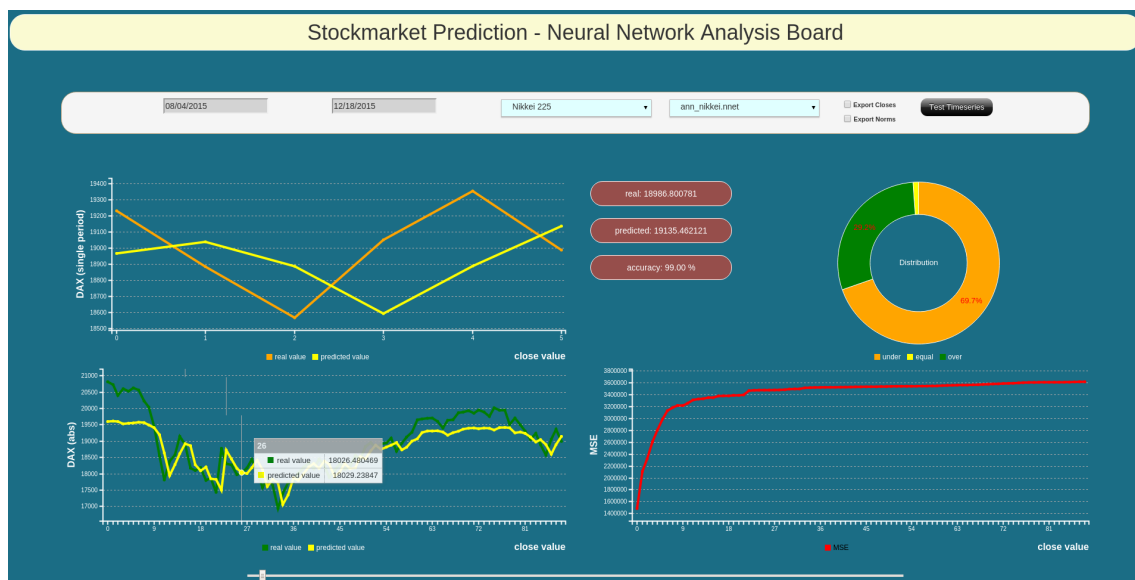 Stockmarket Prediction - Neural Network Analysis Board
08/04/2015
12/18/2015
Nikkei 225
ann_nikkei.nnet
Export Closes
Export Norms
Test Timeseries
DAX (single period)
19400
19300
19200
19100
19000
18900
18800
18700
18600
18500
0 1 2 3 4 5
real value predicted value
close value
real: 18986.800781
predicted: 19135.462121
accuracy: 99.00 %
Distribution
69.7%
under equal over
DAX (abs)
21000
20500
20000
19500
19000
18500
18000
17500
17000
0 9 18 27 36 45 54 63 72 81
26
real value 18026.480469
predicted value 18029.23847
real value predicted value
close value
MSE
3800000
3600000
3400000
3200000
3000000
2800000
2600000
2400000
2200000
2000000
1800000
1600000
1400000
0 9 18 27 36 45 54 63 72 81
MSE
close value